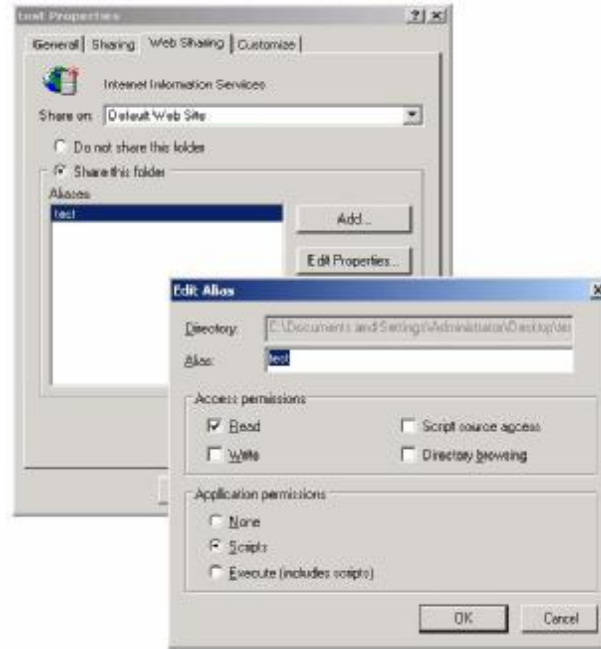 test Properties
General Sharing Web Sharing Customize
Internet Information Services
Share on: Default Web Site
Do not share this folder
Share this folder
Aliases
test
Add...
Edit Properties...
Edit Alias
Directory: C:\Documents and Settings\Administrator\Desktop\tes
Alias: test
Access permissions
Read Script source access
Write Directory browsing
Application permissions
None
Scripts
Execute (includes scripts)
OK Cancel